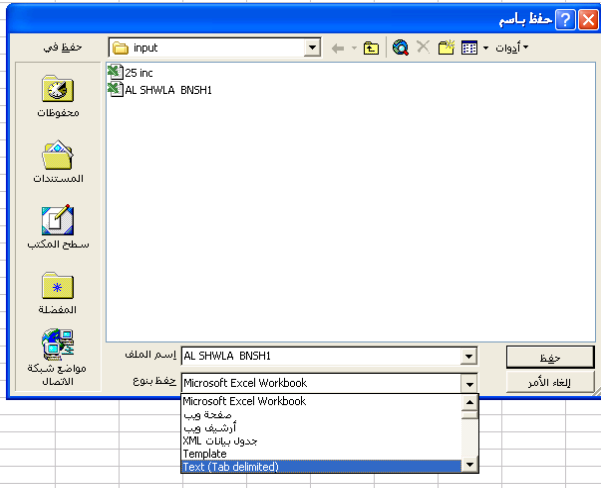 حفظ باسم
حفظ في
input
أدوات
25 inc
AL SHWLA BNSH1
محفوظات
المستندات
سطح المكتب
المفضلة
مواضع شبكة
الاتصال
إسم الملف
AL SHWLA BNSH1
حفظ
حفظ بنوع
Microsoft Excel Workbook
إلغاء الأمر
Microsoft Excel Workbook
صفحة ويب
أرشيف ويب
جدول بيانات XML
Template
Text (Tab delimited)